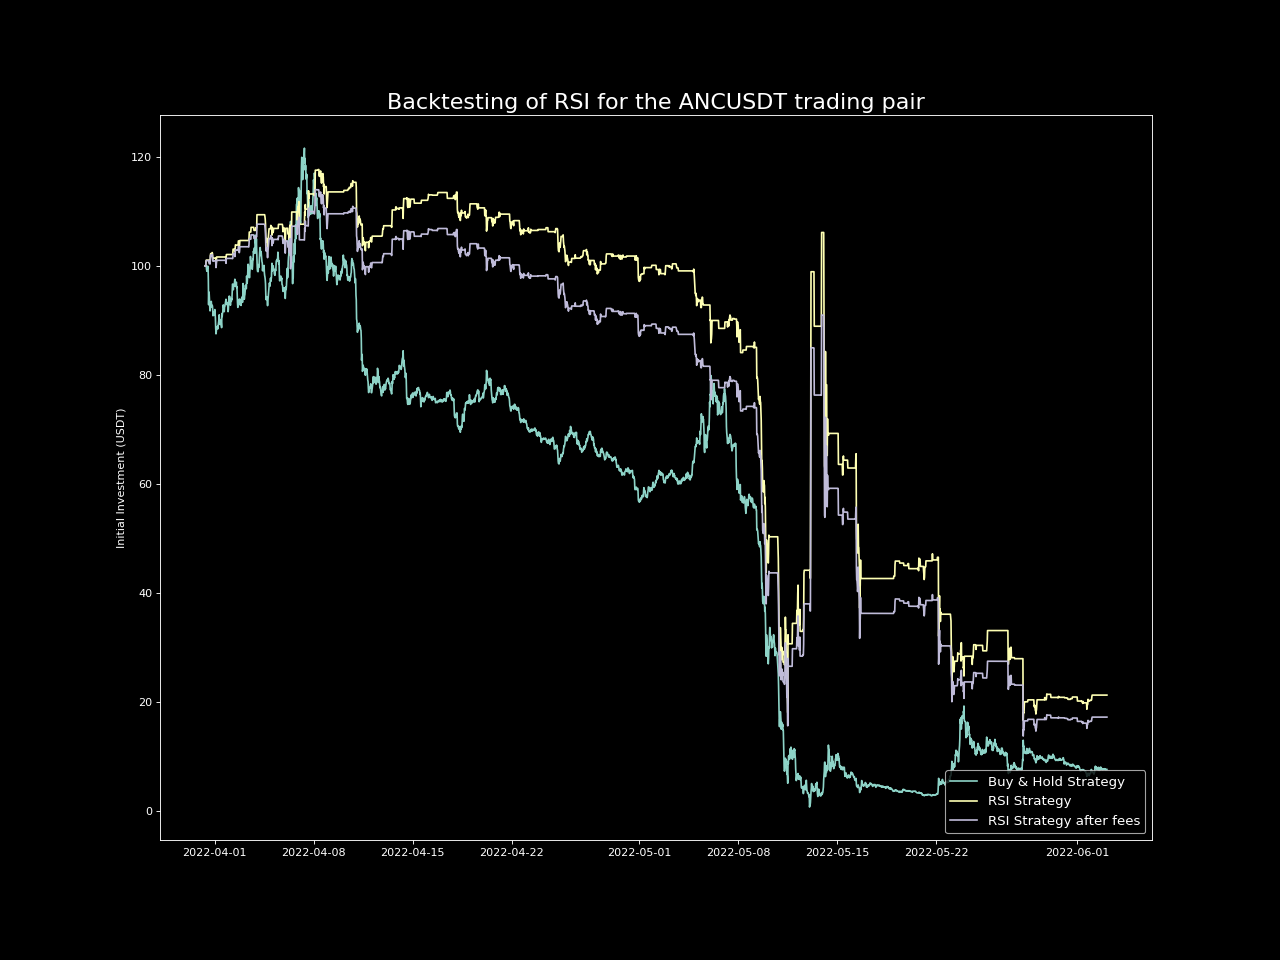 Backtesting of RSI for the ANCUSDT trading pair
Initial Investment (USDT)
120
100
80
60
40
20
0
2022-04-01 2022-04-08 2022-04-15 2022-04-22 2022-05-01 2022-05-08 2022-05-15 2022-05-22 2022-06-01
Buy & Hold Strategy
RSI Strategy
RSI Strategy after fees